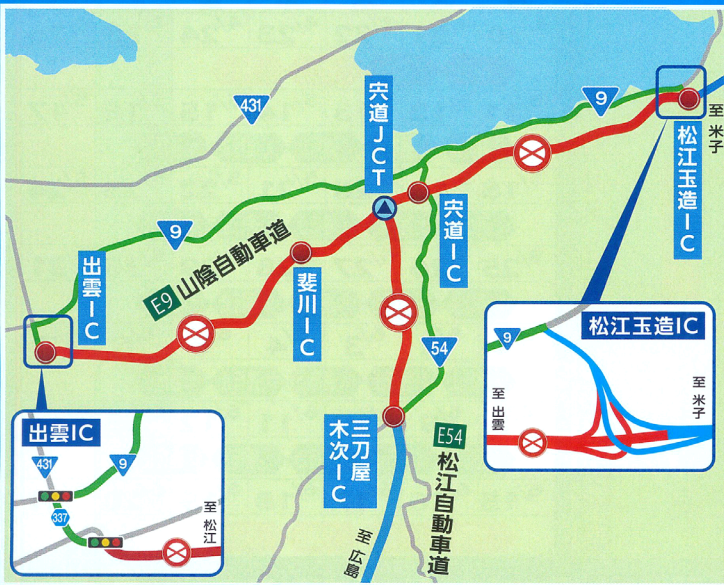 431
9
宍道JCT
至 米子
松江玉造IC
宍道IC
9
E9 山陰自動車道
出雲IC
斐川IC
54
三刀屋
木次IC
E54 松江自動車道
至 広島
出雲IC
431
9
337
至 松江
松江玉造IC
9
至 出雲
至 米子